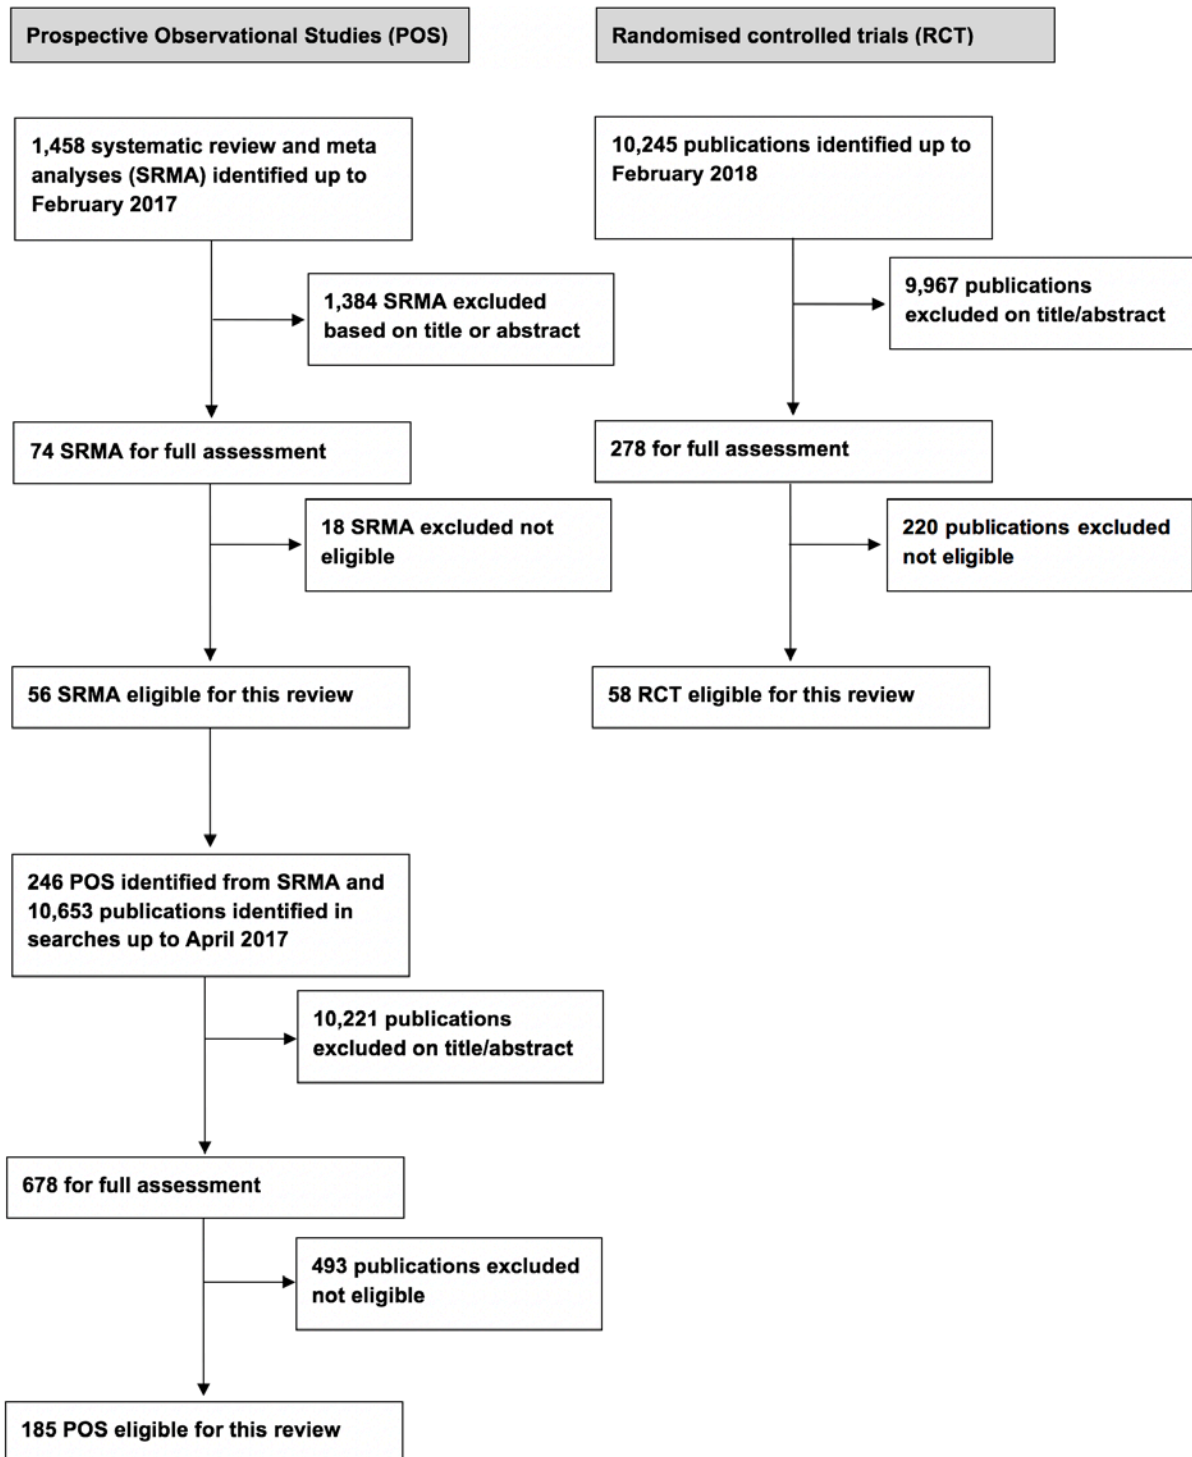 Prospective Observational Studies (POS)
1,458 systematic review and meta
analyses (SRMA) identified up to
February 2017
1,384 SRMA excluded
based on title or abstract
74 SRMA for full assessment
18 SRMA excluded not
eligible
56 SRMA eligible for this review
246 POS identified from SRMA and
10,653 publications identified in
searches up to April 2017
10,221 publications
excluded on title/abstract
678 for full assessment
493 publications excluded
not eligible
185 POS eligible for this review
Randomised controlled trials (RCT)
10,245 publications identified up to
February 2018
9,967 publications
excluded on title/abstract
278 for full assessment
220 publications excluded
not eligible
58 RCT eligible for this review